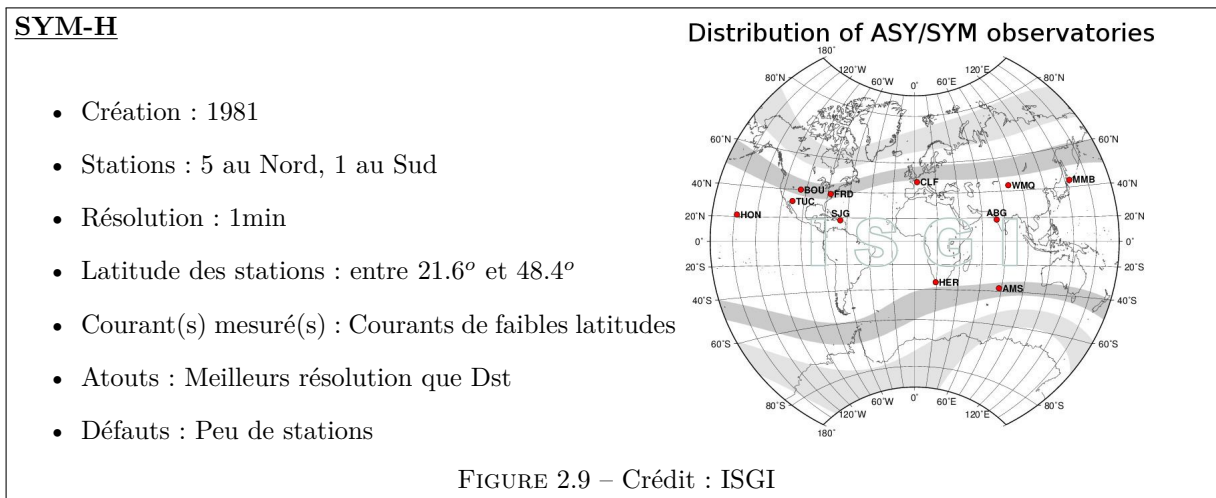 SYM-H
• Création : 1981
• Stations : 5 au Nord, 1 au Sud
• Résolution : 1min
• Latitude des stations : entre 21.6° et 48.4°
• Courant(s) mesuré(s) : Courants de faibles latitudes
• Atouts : Meilleurs résolution que Dst
• Défauts : Peu de stations
Distribution of ASY/SYM observatories
180°
120°W 60°W 0° 60°E 120°E
180°
80°N 80°N
60°N 60°N
40°N 40°N
20°N 20°N
0° 0°
20°S 20°S
40°S 40°S
60°S 60°S
80°S 80°S
180°
120°W 60°W 0° 60°E 120°E
180°
BOU
TUC
FRD
HON
SJG
CLF
WMQ
MMB
ABG
HER
AMS
ISGI
FIGURE 2.9 – Crédit : ISGI